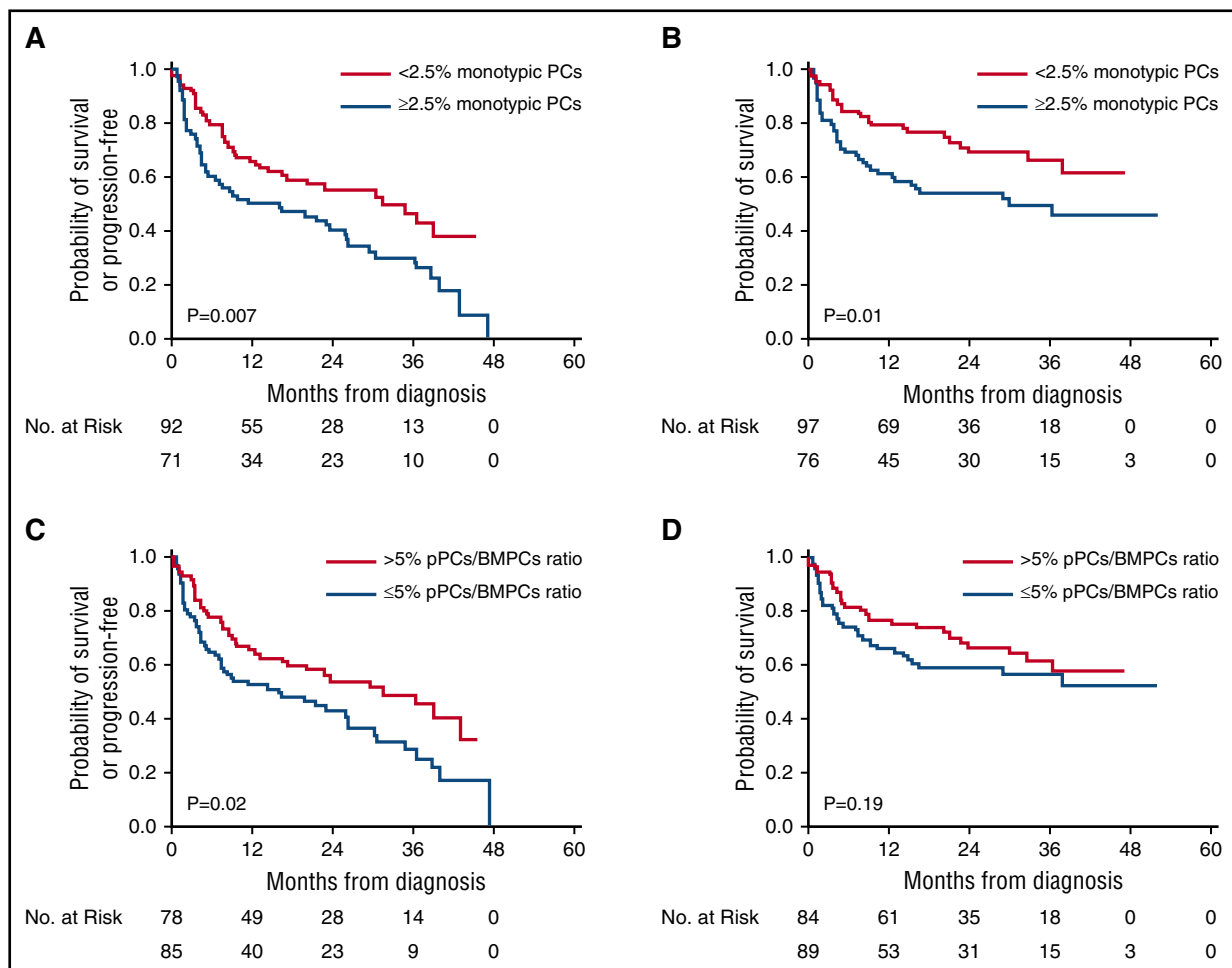 A
Probability of survival
or progression-free
1.0
0.8
0.6
0.4
0.2
0.0
<2.5% monotypic PCs
≥2.5% monotypic PCs
P=0.007
0 12 24 36 48 60
Months from diagnosis
No. at Risk 92 55 28 13 0
71 34 23 10 0
B
Probability of survival
1.0
0.8
0.6
0.4
0.2
0.0
<2.5% monotypic PCs
≥2.5% monotypic PCs
P=0.01
0 12 24 36 48 60
Months from diagnosis
No. at Risk 97 69 36 18 0 0
76 45 30 15 3 0
C
Probability of survival
or progression-free
1.0
0.8
0.6
0.4
0.2
0.0
>5% pPCs/BMPCs ratio
≤5% pPCs/BMPCs ratio
P=0.02
0 12 24 36 48 60
Months from diagnosis
No. at Risk 78 49 28 14 0
85 40 23 9 0
D
Probability of survival
1.0
0.8
0.6
0.4
0.2
0.0
>5% pPCs/BMPCs ratio
≤5% pPCs/BMPCs ratio
P=0.19
0 12 24 36 48 60
Months from diagnosis
No. at Risk 84 61 35 18 0 0
89 53 31 15 3 0